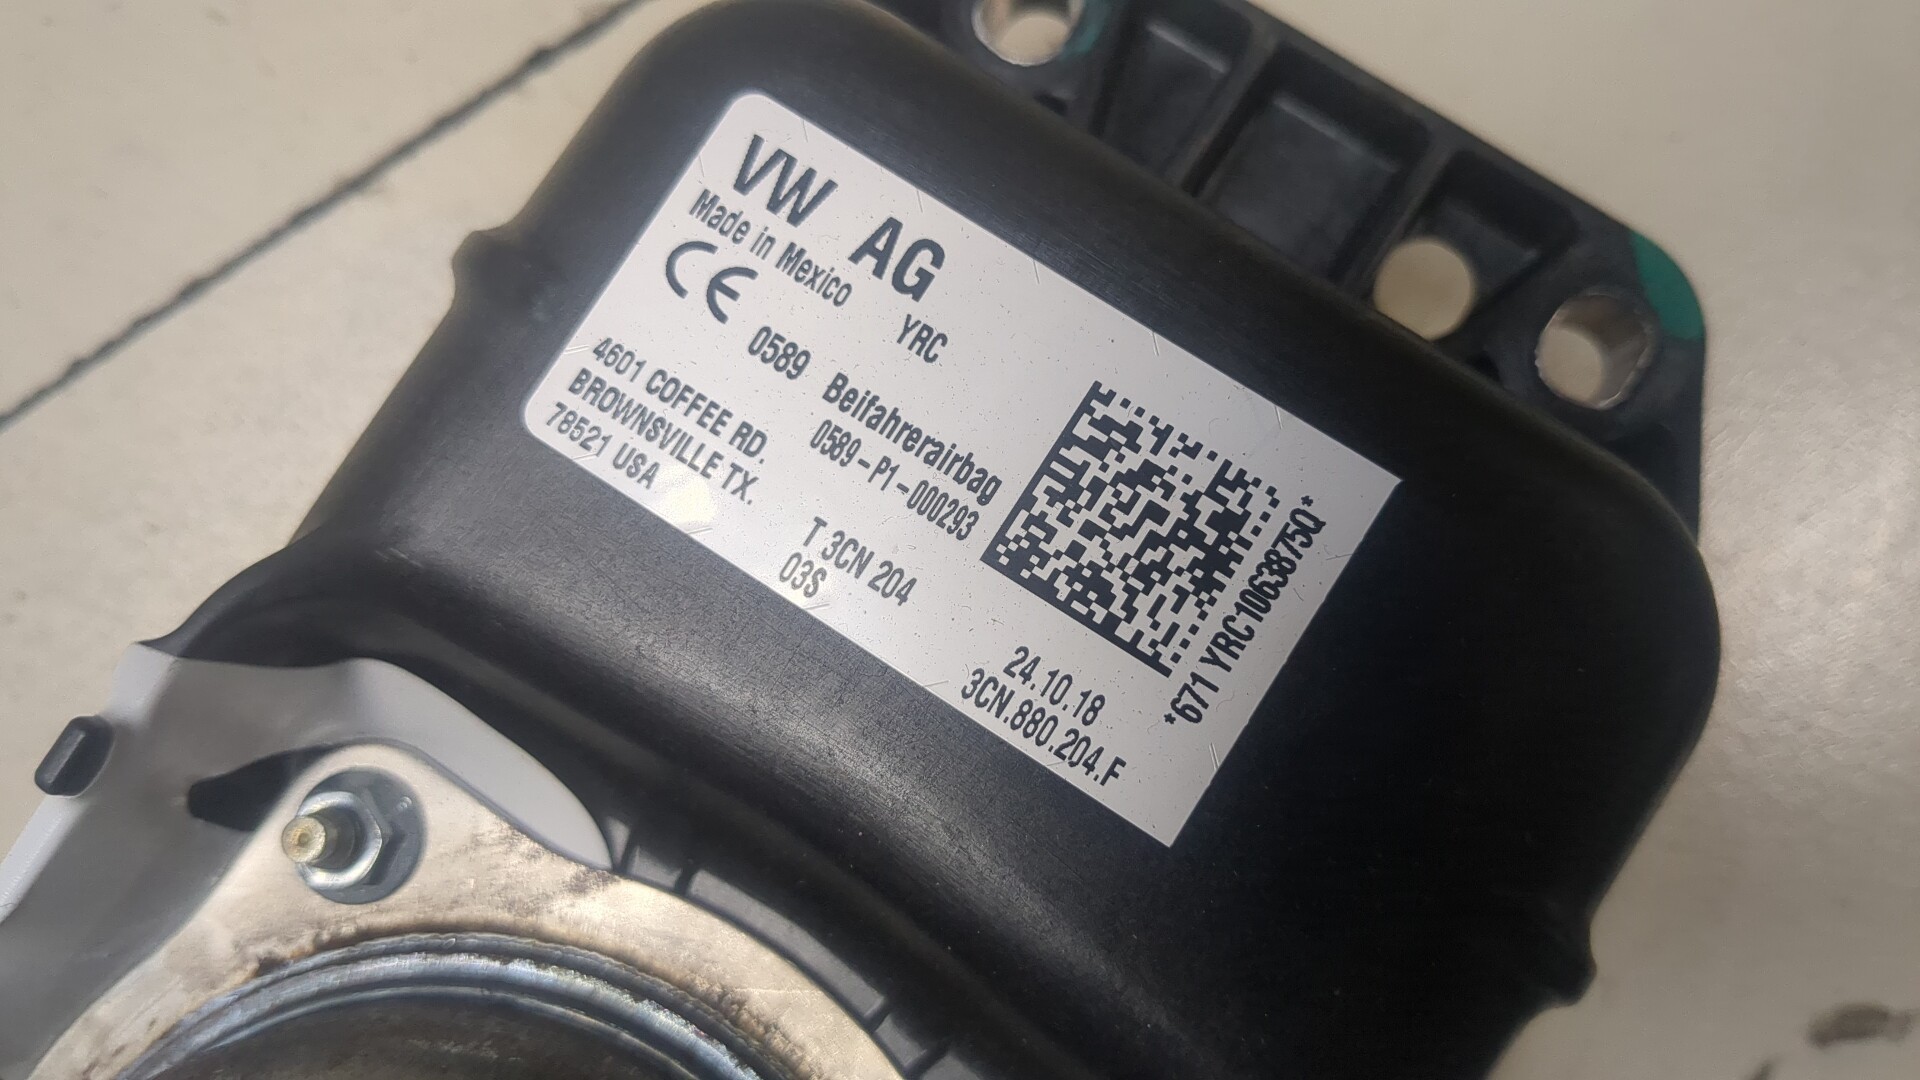 VW AG
Made in Mexico YRC
CE 0589 Beifahrerairbag
0589-P1-000293
4601 COFFEE RD.
BROWNSVILLE TX.
78521 USA
T 3CN 204
03S
24.10.18
3CN.880.204.F
*671 YRC1063875Q*